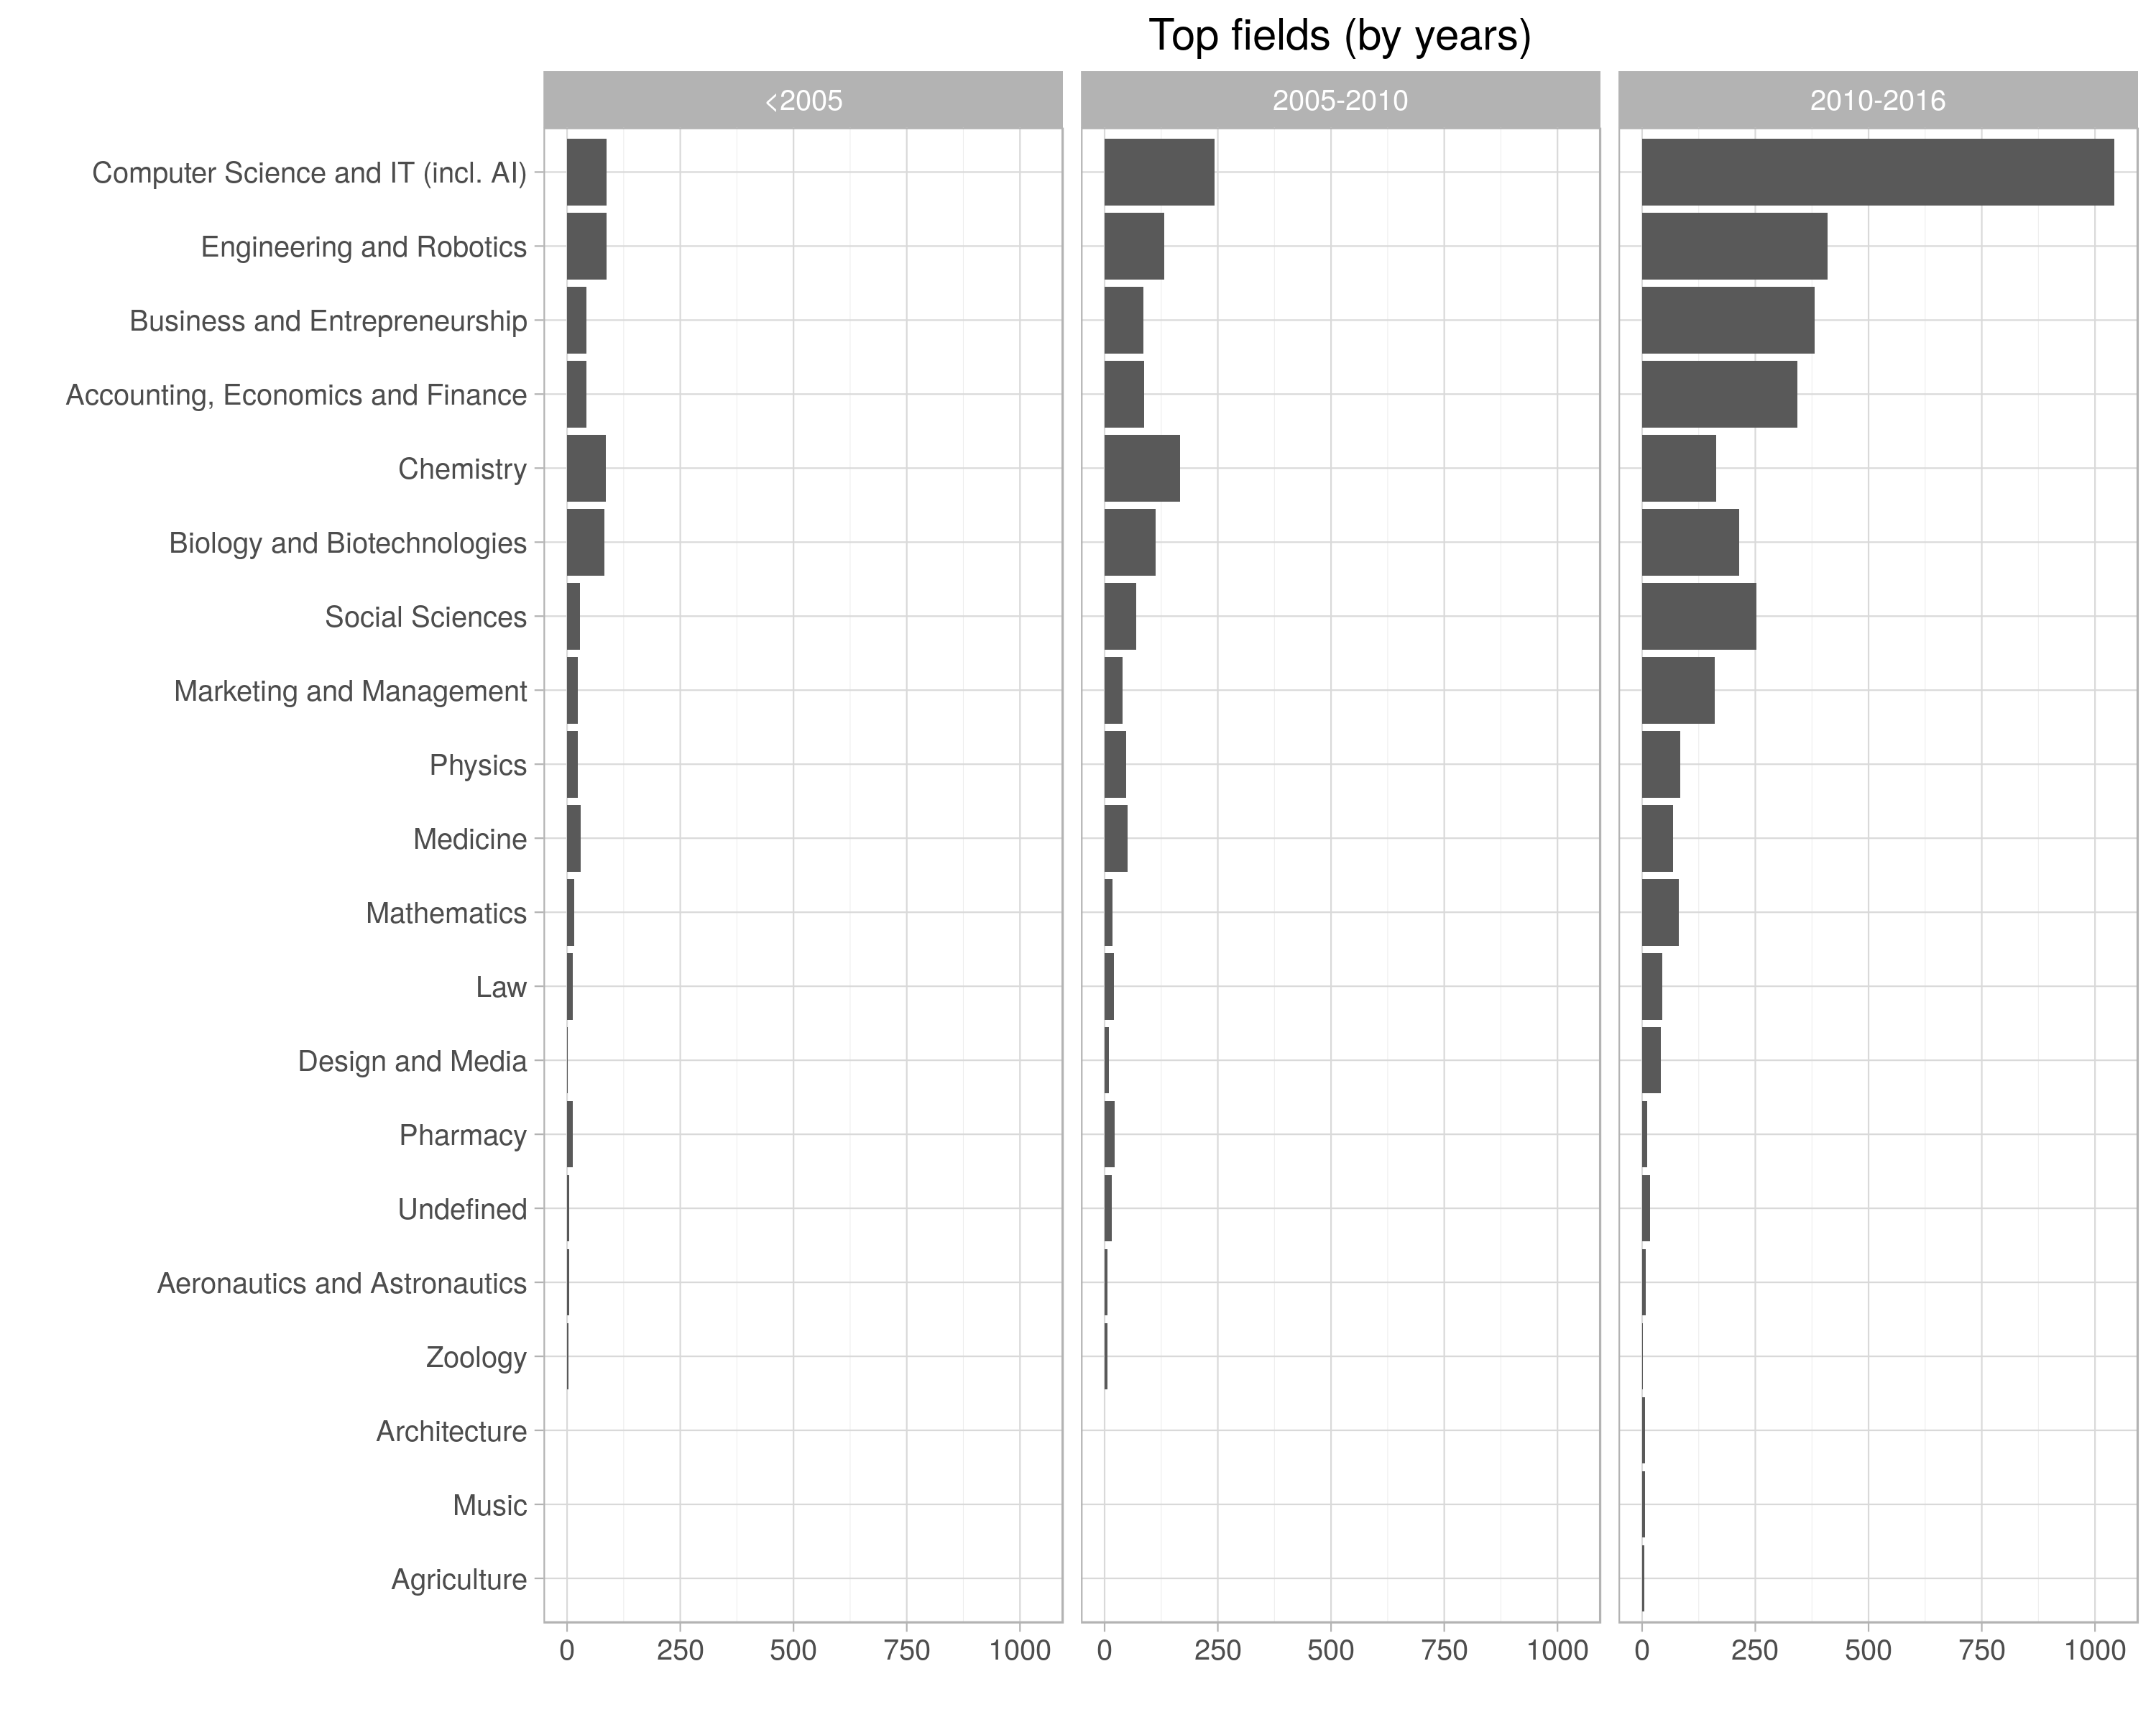 Top fields (by years)
<2005 2005-2010 2010-2016
Computer Science and IT (incl. AI)
Engineering and Robotics
Business and Entrepreneurship
Accounting, Economics and Finance
Chemistry
Biology and Biotechnologies
Social Sciences
Marketing and Management
Physics
Medicine
Mathematics
Law
Design and Media
Pharmacy
Undefined
Aeronautics and Astronautics
Zoology
Architecture
Music
Agriculture
0 250 500 750 1000 0 250 500 750 1000 0 250 500 750 1000